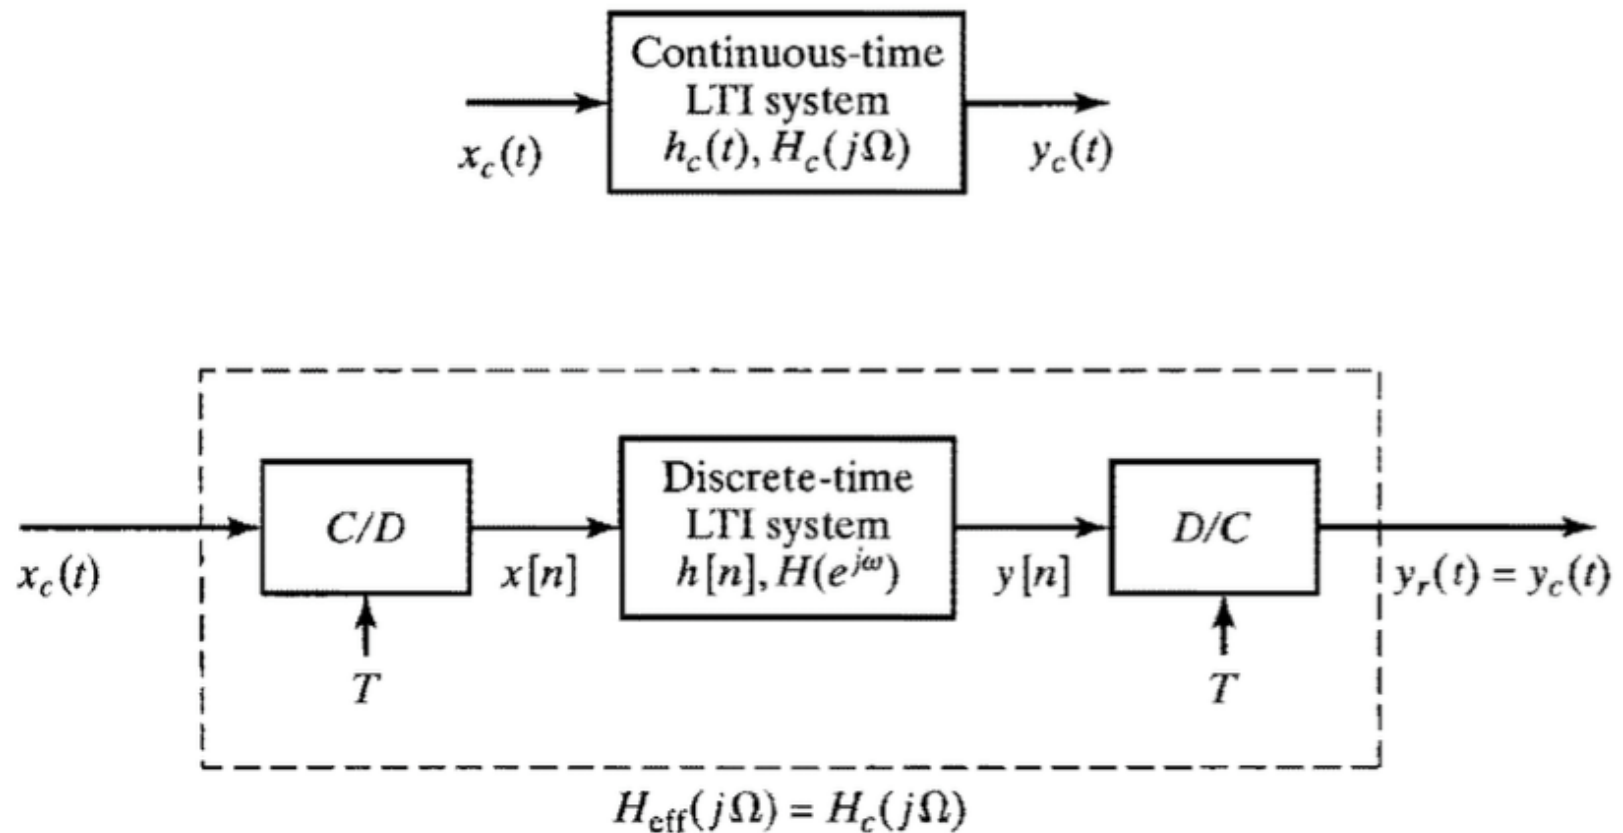 Continuous-time
LTI system
h_c(t), H_c(jΩ)
x_c(t)
y_c(t)
C/D
Discrete-time
LTI system
h[n], H(e^{jω})
D/C
x_c(t)
x[n]
y[n]
y_r(t) = y_c(t)
T
T
H_eff(jΩ) = H_c(jΩ)